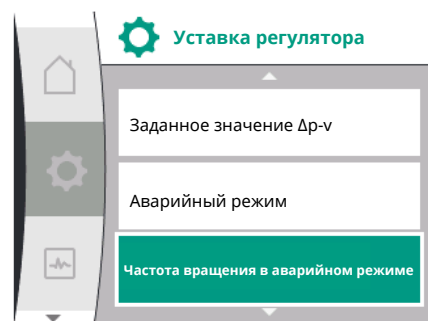 Уставка регулятора
Заданное значение Δp-v
Аварийный режим
Частота вращения в аварийном режиме